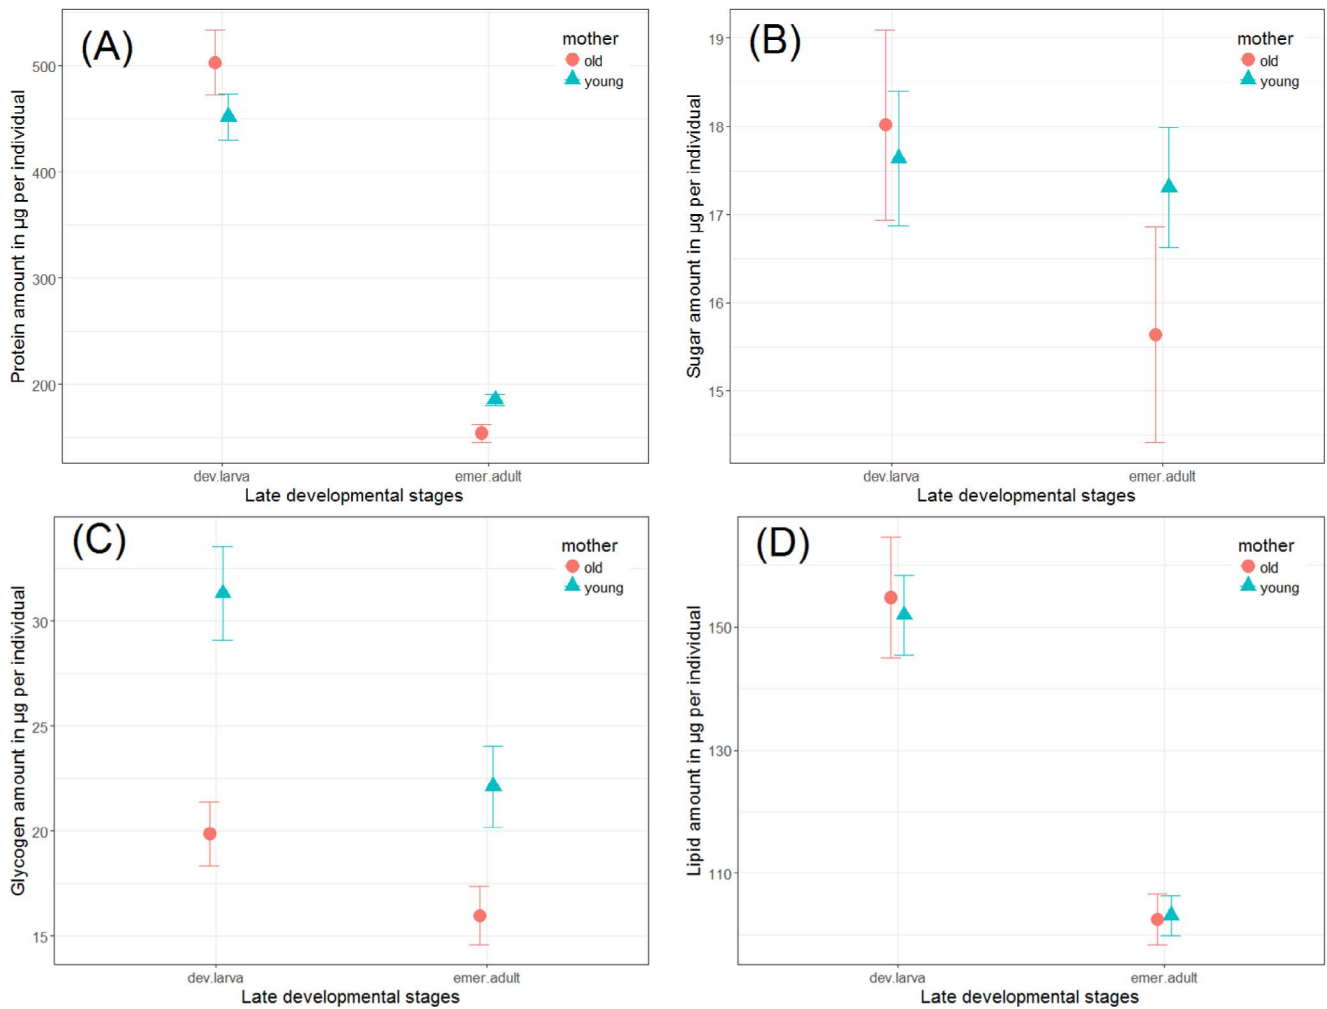 (A)
mother
old
young
Protein amount in µg per individual
500
400
300
200
dev.larva emer.adult
Late developmental stages
(B)
mother
old
young
Sugar amount in µg per individual
19
18
17
16
15
dev.larva emer.adult
Late developmental stages
(C)
mother
old
young
Glycogen amount in µg per individual
30
25
20
15
dev.larva emer.adult
Late developmental stages
(D)
mother
old
young
Lipid amount in µg per individual
150
130
110
dev.larva emer.adult
Late developmental stages